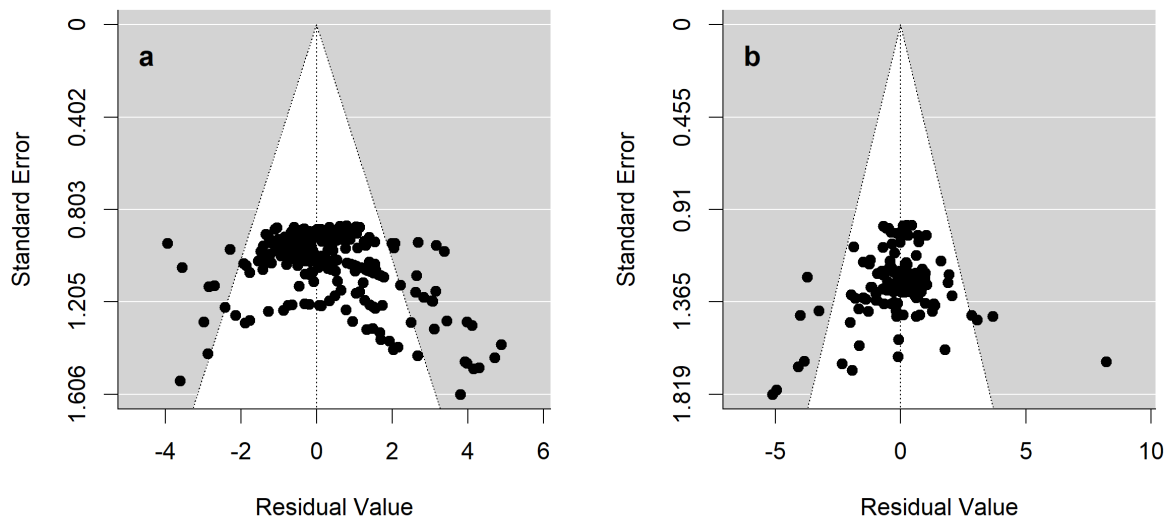 a
Standard Error
0
0.402
0.803
1.205
1.606
-4 -2 0 2 4 6
Residual Value
b
Standard Error
0
0.455
0.91
1.365
1.819
-5 0 5 10
Residual Value